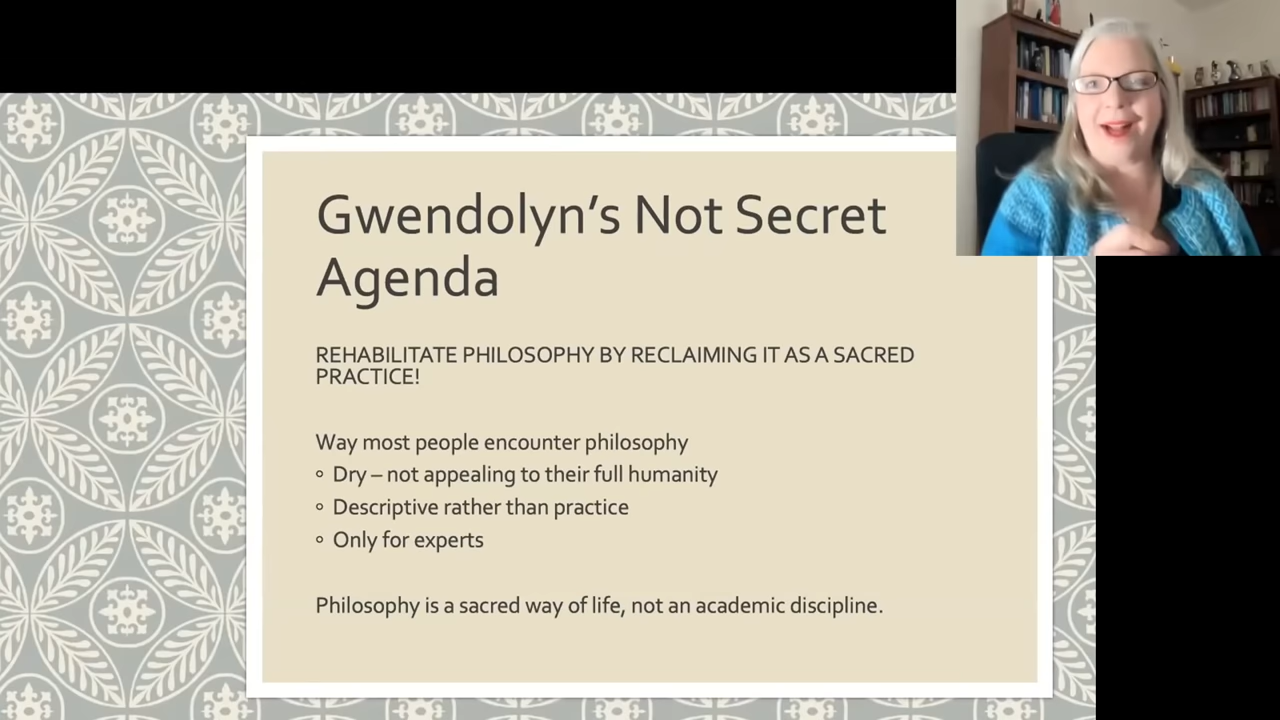 Gwendolyn’s Not Secret
Agenda
REHABILITATE PHILOSOPHY BY RECLAIMING IT AS A SACRED
PRACTICE!
Way most people encounter philosophy
◦ Dry – not appealing to their full humanity
◦ Descriptive rather than practice
◦ Only for experts
Philosophy is a sacred way of life, not an academic discipline.